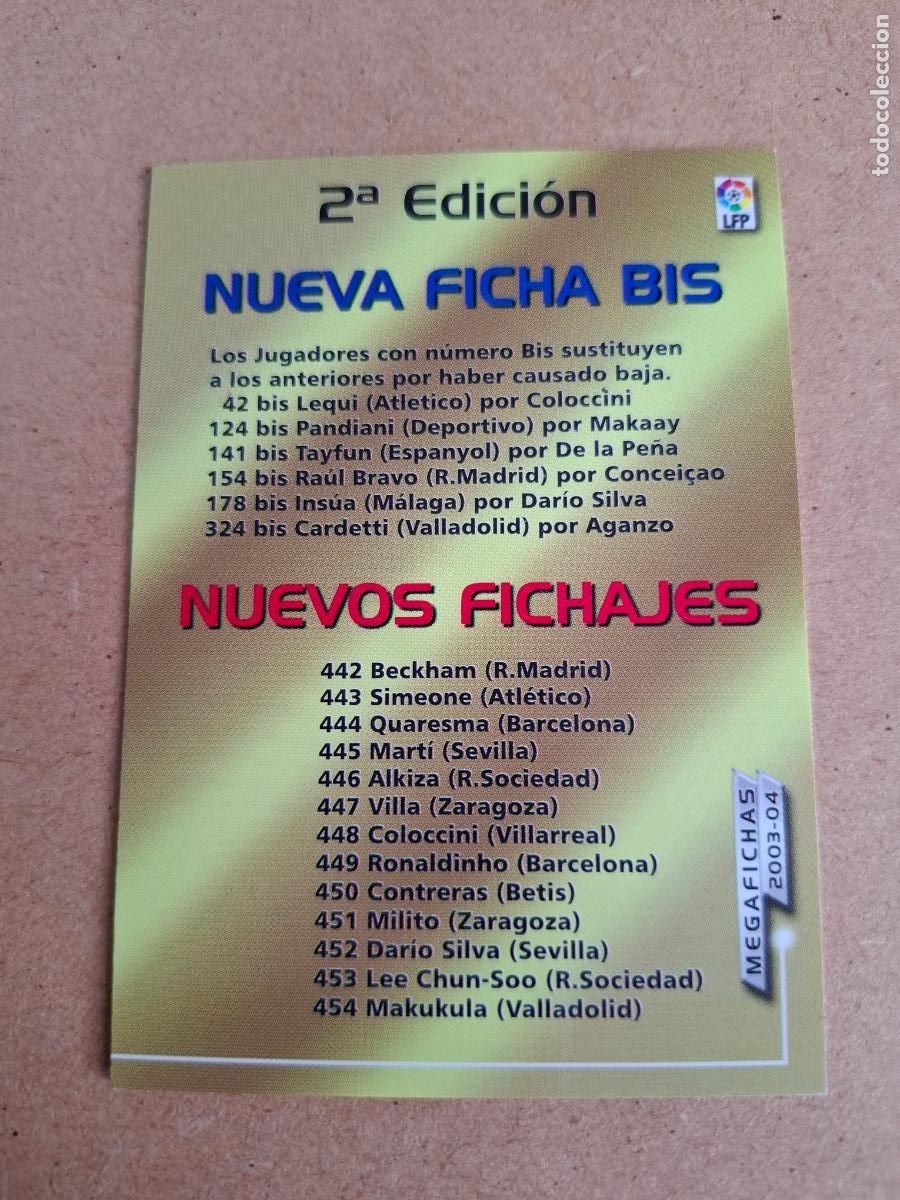 2ª Edición
LFP
NUEVA FICHA BIS
Los Jugadores con número Bis sustituyen
a los anteriores por haber causado baja.
42 bis Lequi (Atletico) por Coloccini
124 bis Pandiani (Deportivo) por Makaay
141 bis Tayfun (Espanyol) por De la Peña
154 bis Raúl Bravo (R.Madrid) por Conceiçao
178 bis Insúa (Málaga) por Darío Silva
324 bis Cardetti (Valladolid) por Aganzo
NUEVOS FICHAJES
442 Beckham (R.Madrid)
443 Simeone (Atlético)
444 Quaresma (Barcelona)
445 Martí (Sevilla)
446 Alkiza (R.Sociedad)
447 Villa (Zaragoza)
448 Coloccini (Villarreal)
449 Ronaldinho (Barcelona)
450 Contreras (Betis)
451 Milito (Zaragoza)
452 Darío Silva (Sevilla)
453 Lee Chun-Soo (R.Sociedad)
454 Makukula (Valladolid)
MEGAFICHAS
2003-04
todocoleccion